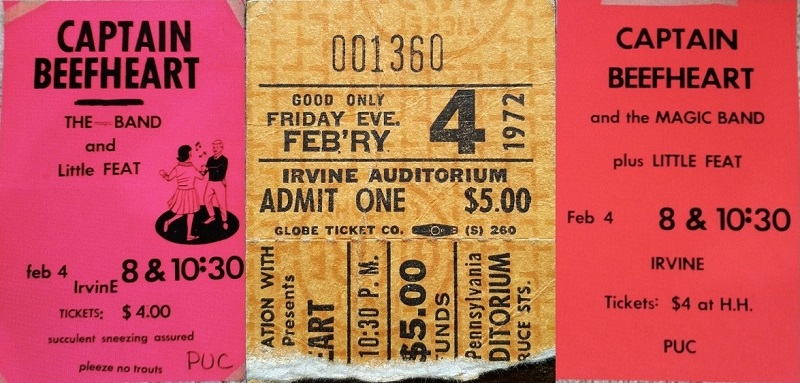 CAPTAIN
BEEFHEART
THE BAND
and
Little FEAT
feb 4
IrvinE
8 & 10:30
TICKETS: $ 4.00
succulent sneezing assured
pleeze no trouts
PUC
001360
GOOD ONLY
FRIDAY EVE.
FEB'RY.
4
1972
IRVINE AUDITORIUM
ADMIT ONE $5.00
GLOBE TICKET CO. (S) 260
ATION WITH
Presents
ART
10:30 P.M.
$5.00
FUNDS
Pennsylvania
DITORIUM
RUCE STS.
CAPTAIN
BEEFHEART
and the MAGIC BAND
plus LITTLE FEAT
Feb 4 8 & 10:30
IRVINE
Tickets: $4 at H.H.
PUC